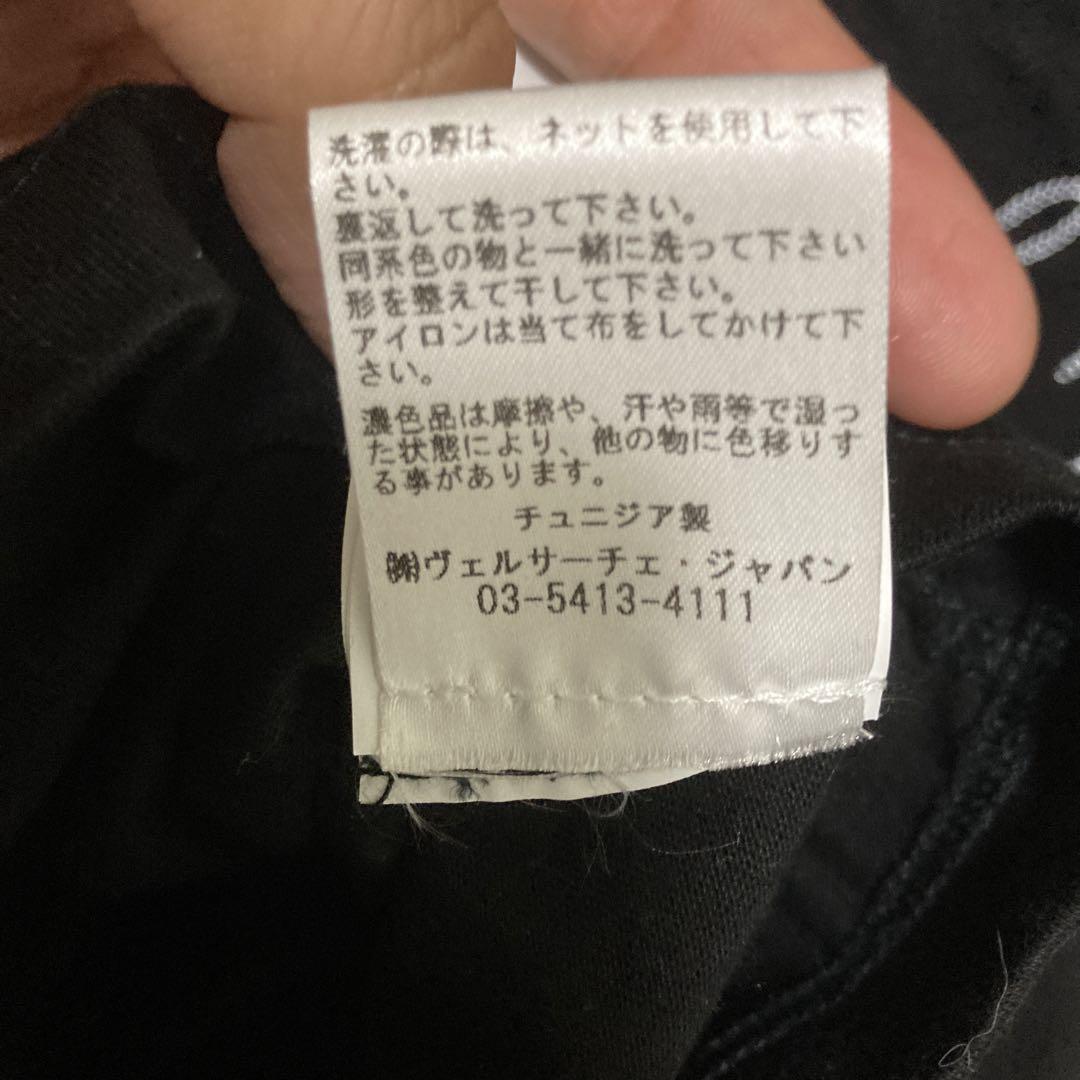 洗濯の際は、ネットを使用して下
さい。
裏返して洗って下さい。
同系色の物と一緒に洗って下さい
形を整えて干して下さい。
アイロンは当て布をしてかけて下
さい。
濃色品は摩擦や、汗や雨等で湿っ
た状態により、他の物に色移りす
る事があります。
チュニジア製
㈱ヴェルサーチェ・ジャパン
03-5413-4111